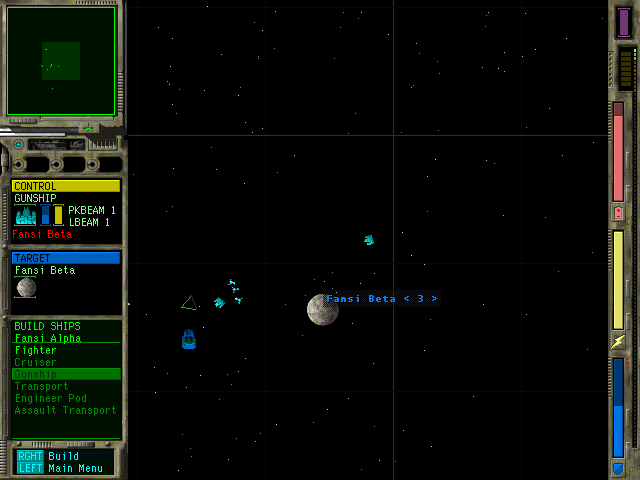 CONTROL
GUNSHIP
PKBEAM 1
LBEAM 1
Fansi Beta
TARGET
Fansi Beta
Fansi Beta < 3 >
BUILD SHIPS
Fansi Alpha
Fighter
Cruiser
Gunship
Transport
Engineer Pod
Assault Transport
RGHT Build
LEFT Main Menu